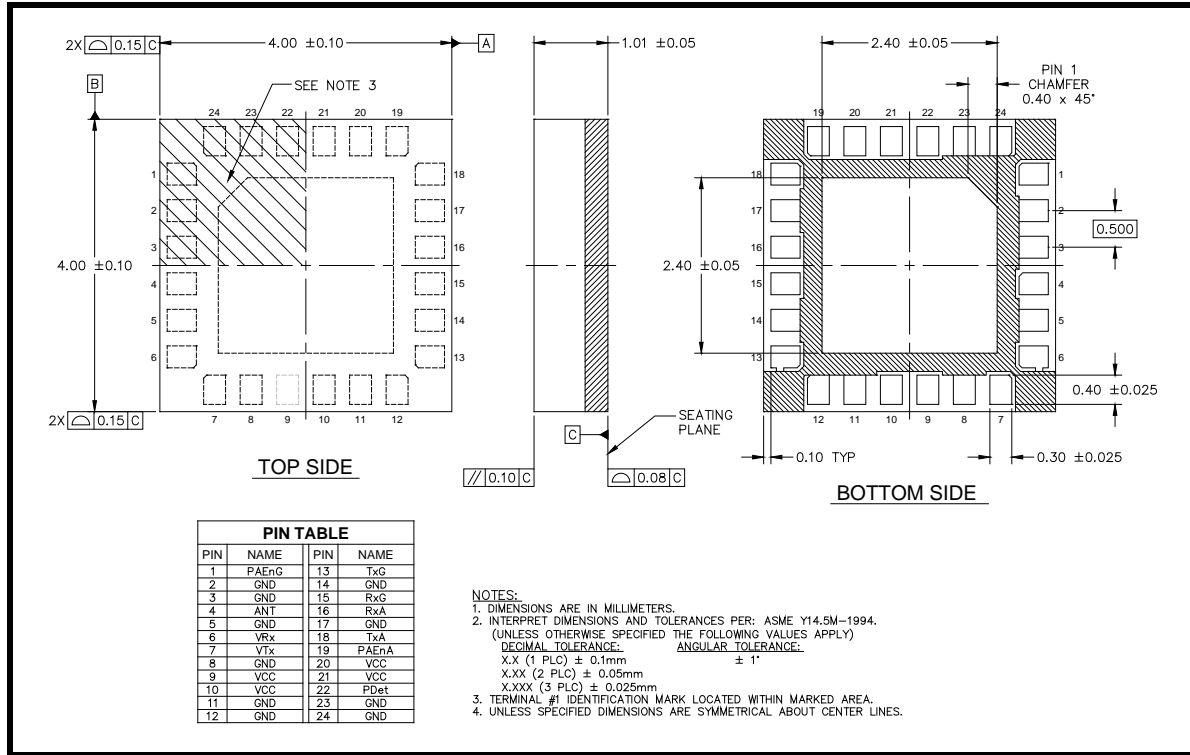 2X 0.15 C
4.00 ±0.10
A
B
SEE NOTE 3
24 23 22 21 20 19
1 18
2 17
3 16
4.00 ±0.10
4 15
5 14
6 13
7 8 9 10 11 12
2X 0.15 C
TOP SIDE
1.01 ±0.05
C
SEATING
PLANE
// 0.10 C
0.08 C
2.40 ±0.05
PIN 1
CHAMFER
0.40 x 45°
19 20 21 22 23 24
18 1
17 2
0.500
16 3
2.40 ±0.05
15 4
14 5
13 6
0.40 ±0.025
12 11 10 9 8 7
0.10 TYP
0.30 ±0.025
BOTTOM SIDE
PIN TABLE
PIN NAME PIN NAME
1 PAEnG 13 TxG
2 GND 14 GND
3 GND 15 RxG
4 ANT 16 RxA
5 GND 17 GND
6 VRx 18 TxA
7 VTx 19 PAEnA
8 GND 20 VCC
9 VCC 21 VCC
10 VCC 22 PDet
11 GND 23 GND
12 GND 24 GND
NOTES:
1. DIMENSIONS ARE IN MILLIMETERS.
2. INTERPRET DIMENSIONS AND TOLERANCES PER: ASME Y14.5M-1994.
(UNLESS OTHERWISE SPECIFIED THE FOLLOWING VALUES APPLY)
DECIMAL TOLERANCE: ANGULAR TOLERANCE:
X.X (1 PLC) ± 0.1mm ± 1°
X.XX (2 PLC) ± 0.05mm
X.XXX (3 PLC) ± 0.025mm
3. TERMINAL #1 IDENTIFICATION MARK LOCATED WITHIN MARKED AREA.
4. UNLESS SPECIFIED DIMENSIONS ARE SYMMETRICAL ABOUT CENTER LINES.